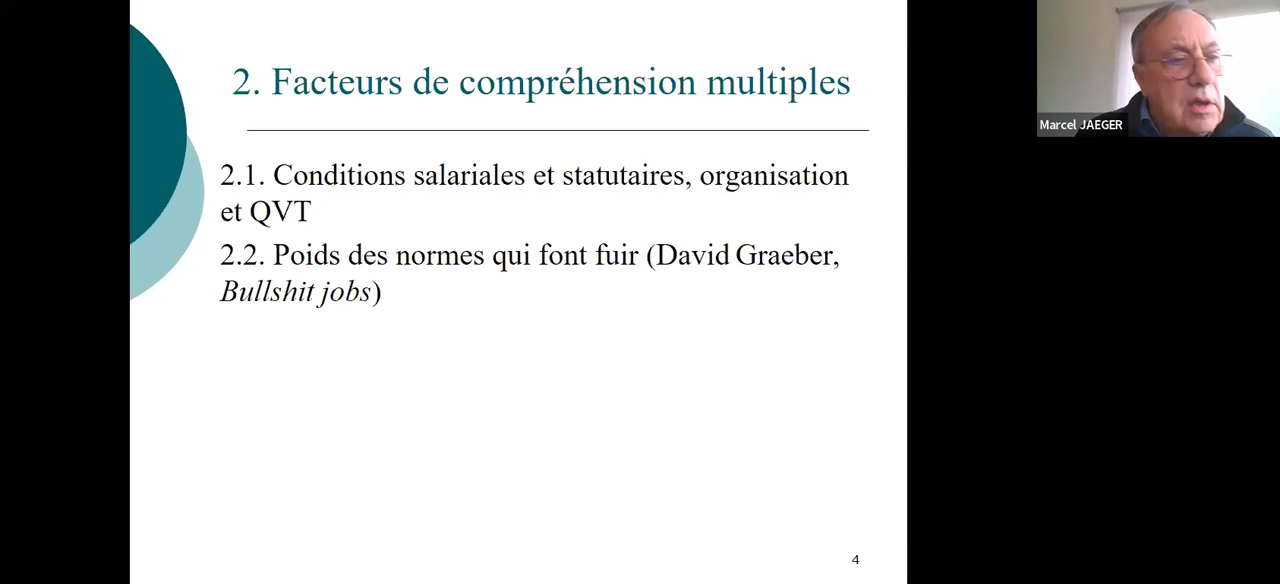 2. Facteurs de compréhension multiples
2.1. Conditions salariales et statutaires, organisation
et QVT
2.2. Poids des normes qui font fuir (David Graeber,
Bullshit jobs)
4
Marcel JAEGER